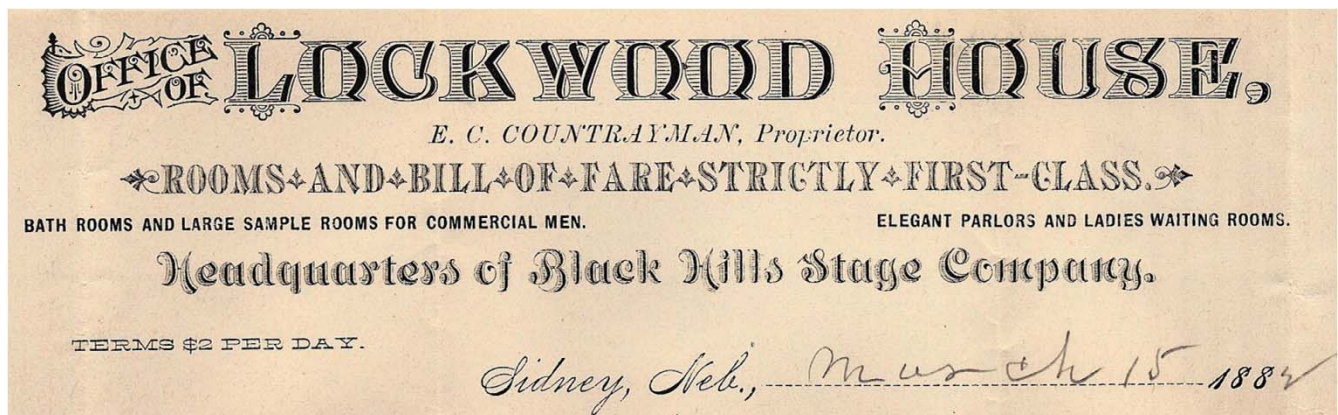 OFFICE OF LOCKWOOD HOUSE,
E. C. COUNTRAYMAN, Proprietor.
ROOMS AND BILL OF FARE STRICTLY FIRST-CLASS.
BATH ROOMS AND LARGE SAMPLE ROOMS FOR COMMERCIAL MEN. ELEGANT PARLORS AND LADIES WAITING ROOMS.
Headquarters of Black Hills Stage Company.
TERMS $2 PER DAY.
Sidney, Neb., March 15 1882